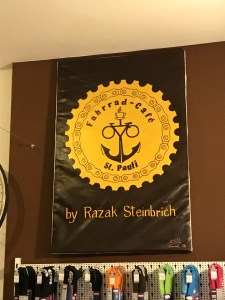 Fahrrad-Café
St. Pauli
by Razak Steinbrich